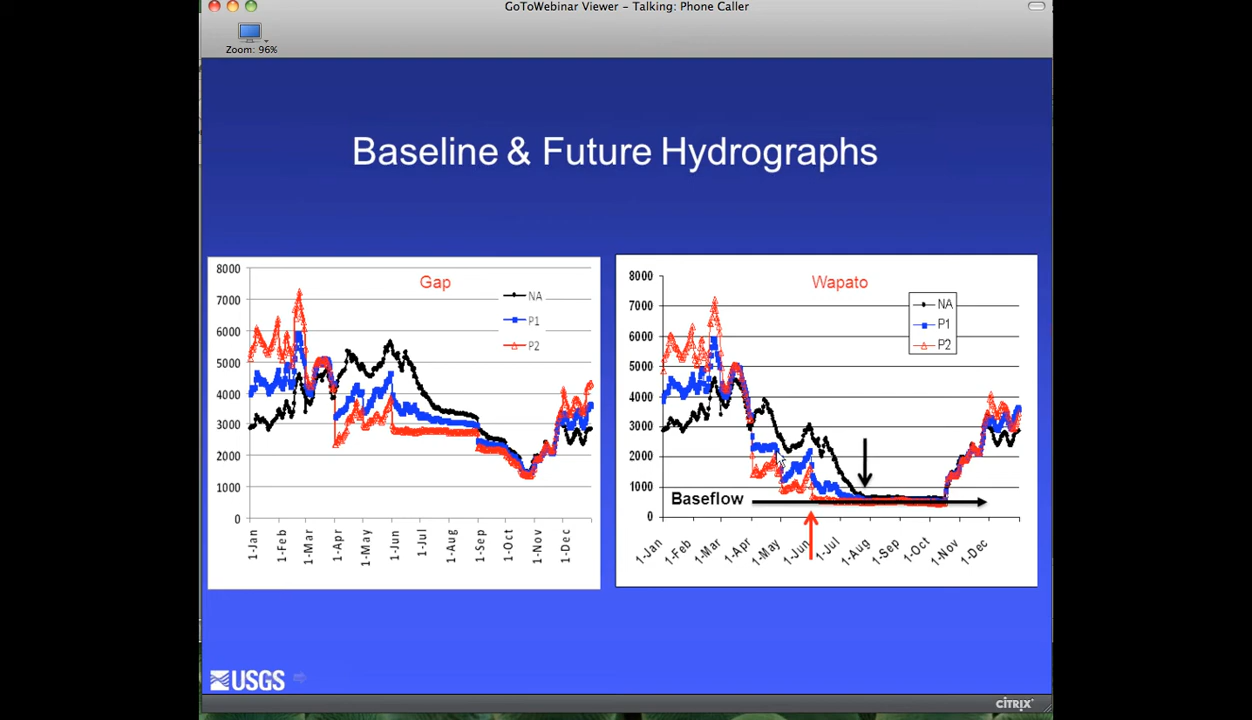 GoToWebinar Viewer - Talking: Phone Caller
Zoom: 96%
Baseline & Future Hydrographs
Gap
8000
7000
6000
5000
4000
3000
2000
1000
0
NA
P1
P2
1-Jan
1-Feb
1-Mar
1-Apr
1-May
1-Jun
1-Jul
1-Aug
1-Sep
1-Oct
1-Nov
1-Dec
Wapato
8000
7000
6000
5000
4000
3000
2000
1000
0
NA
P1
P2
Baseflow
1-Jan
1-Feb
1-Mar
1-Apr
1-May
1-Jun
1-Jul
1-Aug
1-Sep
1-Oct
1-Nov
1-Dec
USGS
CITRIX